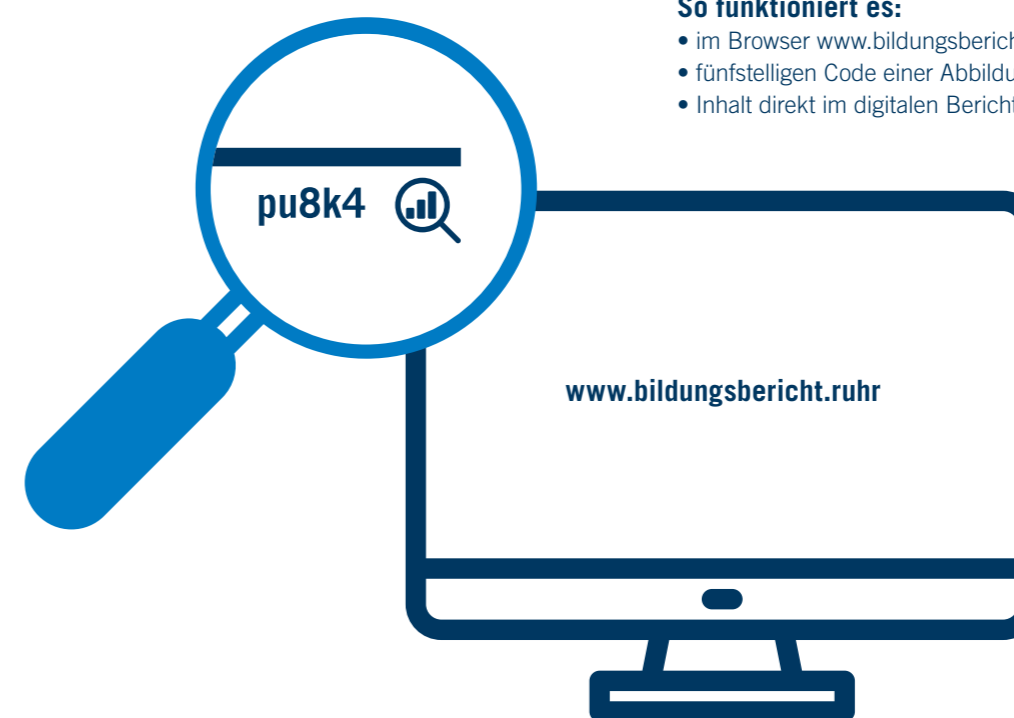 So funktioniert es:
• im Browser www.bildungsberich
• fünfstelligen Code einer Abbildu
• Inhalt direkt im digitalen Bericht
pu8k4
www.bildungsbericht.ruhr